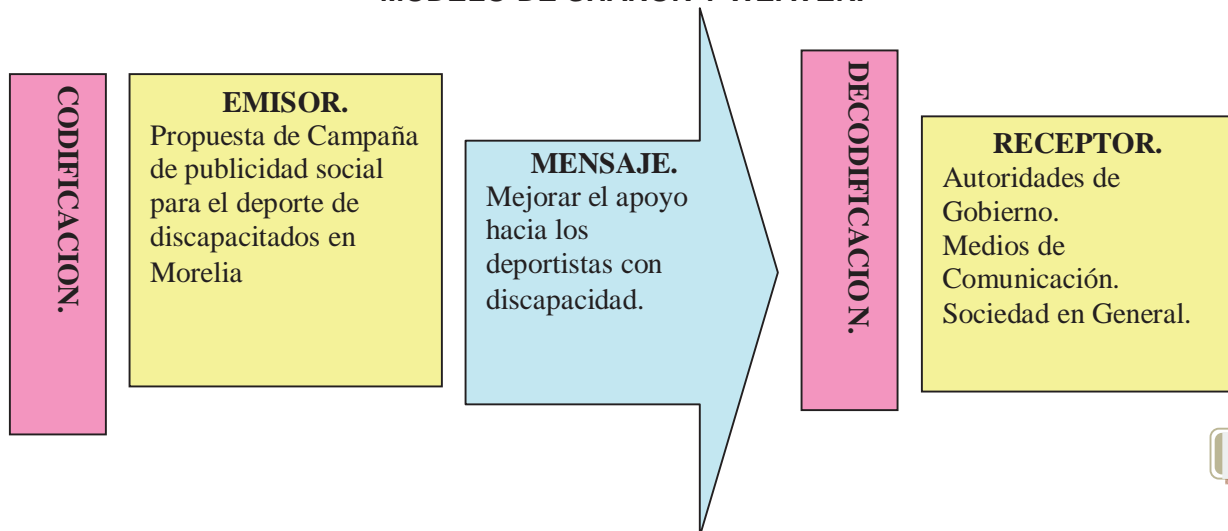 CODIFICACION.
EMISOR.
Propuesta de Campaña
de publicidad social
para el deporte de
discapacitados en
Morelia
MENSAJE.
Mejorar el apoyo
hacia los
deportistas con
discapacidad.
DECODIFICACION.
RECEPTOR.
Autoridades de
Gobierno.
Medios de
Comunicación.
Sociedad en General.